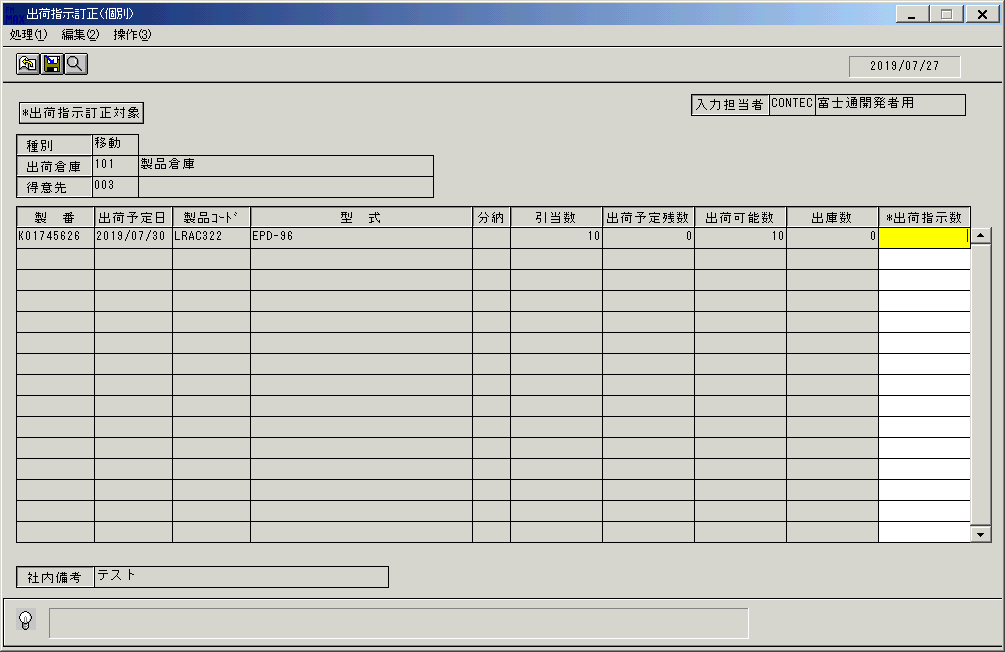 出荷指示訂正(個別)
処理(1) 編集(2) 操作(3)
2019/07/27
*出荷指示訂正対象
入力担当者 CONTEC 富士通開発者用
種別 移動
出荷倉庫 101 製品倉庫
得意先 003
製　番 出荷予定日 製品ｺｰﾄﾞ 型　式 分納 引当数 出荷予定残数 出荷可能数 出庫数 *出荷指示数
K01745626 2019/07/30 LRAC322 EPD-96 10 0 10 0
社内備考 テスト